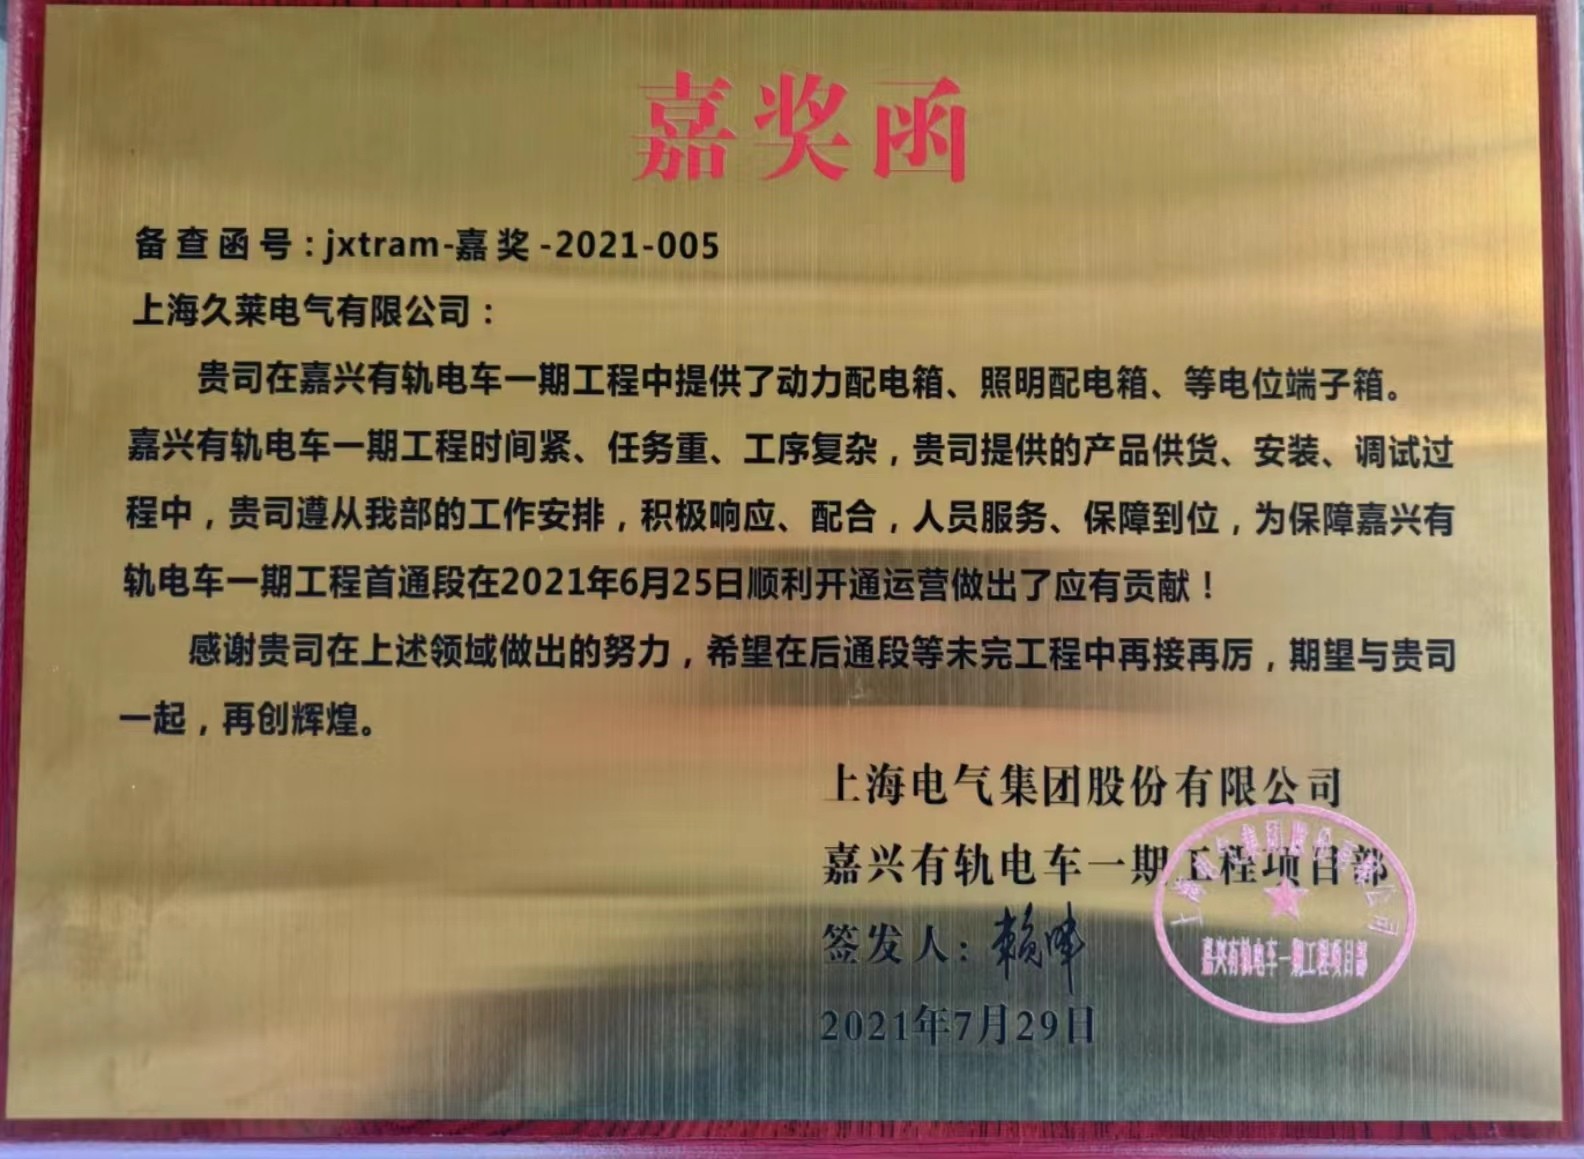 嘉奖函
备查函号:jxtram-嘉奖-2021-005
上海久莱电气有限公司：
贵司在嘉兴有轨电车一期工程中提供了动力配电箱、照明配电箱、等电位端子箱。
嘉兴有轨电车一期工程时间紧、任务重、工序复杂，贵司提供的产品供货、安装、调试过
程中，贵司遵从我部的工作安排，积极响应、配合，人员服务、保障到位，为保障嘉兴有
轨电车一期工程首通段在2021年6月25日顺利开通运营做出了应有贡献！
感谢贵司在上述领域做出的努力，希望在后通段等未完工程中再接再厉，期望与贵司
一起，再创辉煌。
上海电气集团股份有限公司
嘉兴有轨电车一期工程项目部
签发人：
2021年7月29日
上海电气集团股份有限公司
嘉兴有轨电车一期工程项目部